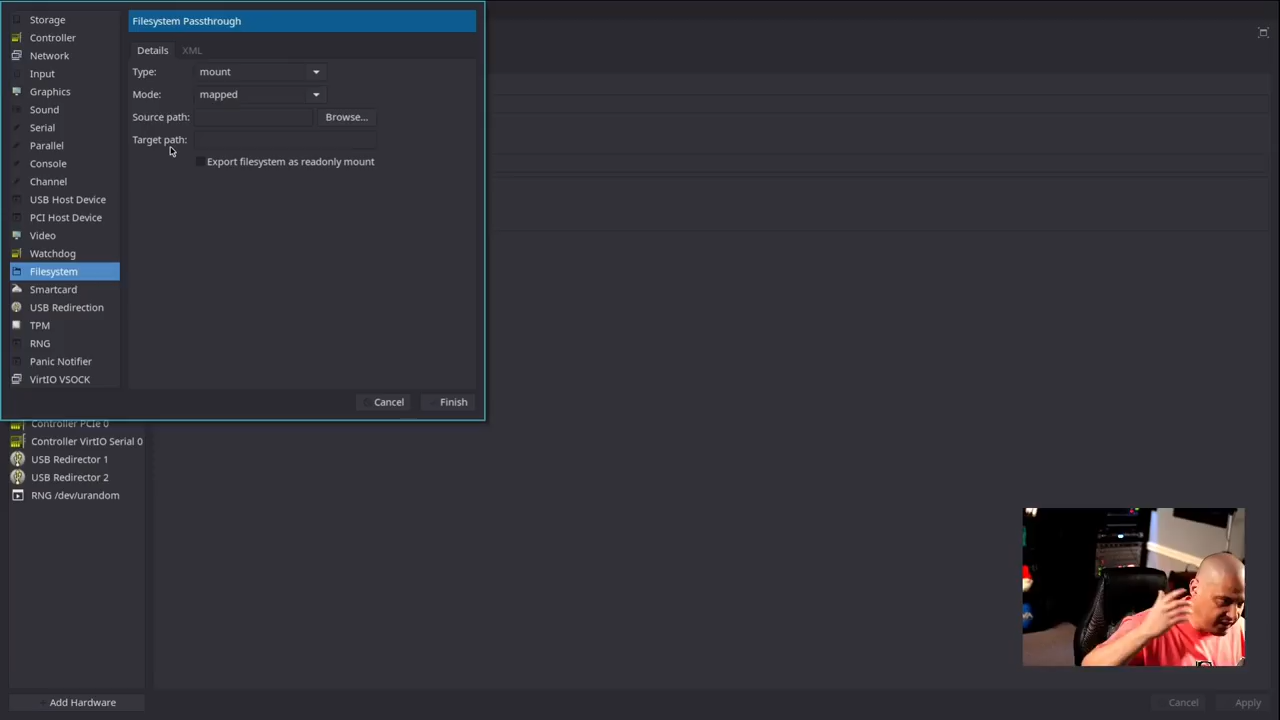 Storage
Controller
Network
Input
Graphics
Sound
Serial
Parallel
Console
Channel
USB Host Device
PCI Host Device
Video
Watchdog
Filesystem
Smartcard
USB Redirection
TPM
RNG
Panic Notifier
VirtIO VSOCK
Filesystem Passthrough
Details XML
Type: mount
Mode: mapped
Source path: Browse...
Target path:
Export filesystem as readonly mount
Cancel Finish
Controller PCIe 0
Controller VirtIO Serial 0
USB Redirector 1
USB Redirector 2
RNG /dev/urandom
Add Hardware
Cancel Apply